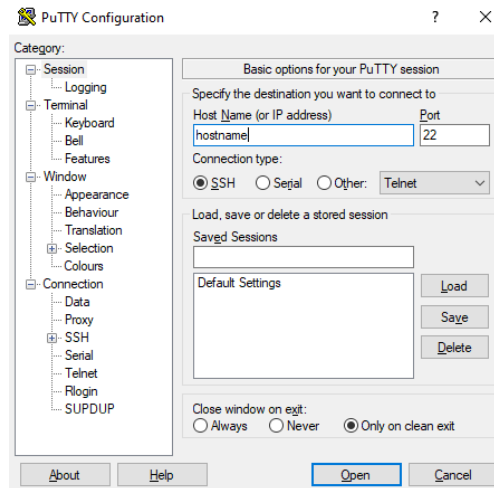 PuTTY Configuration ? X
Category:
Session
Logging
Terminal
Keyboard
Bell
Features
Window
Appearance
Behaviour
Translation
Selection
Colours
Connection
Data
Proxy
SSH
Serial
Telnet
Rlogin
SUPDUP
Basic options for your PuTTY session
Specify the destination you want to connect to
Host Name (or IP address) Port
hostname 22
Connection type:
SSH Serial Other: Telnet
Load, save or delete a stored session
Saved Sessions
Default Settings
Load
Save
Delete
Close window on exit:
Always Never Only on clean exit
About Help Open Cancel